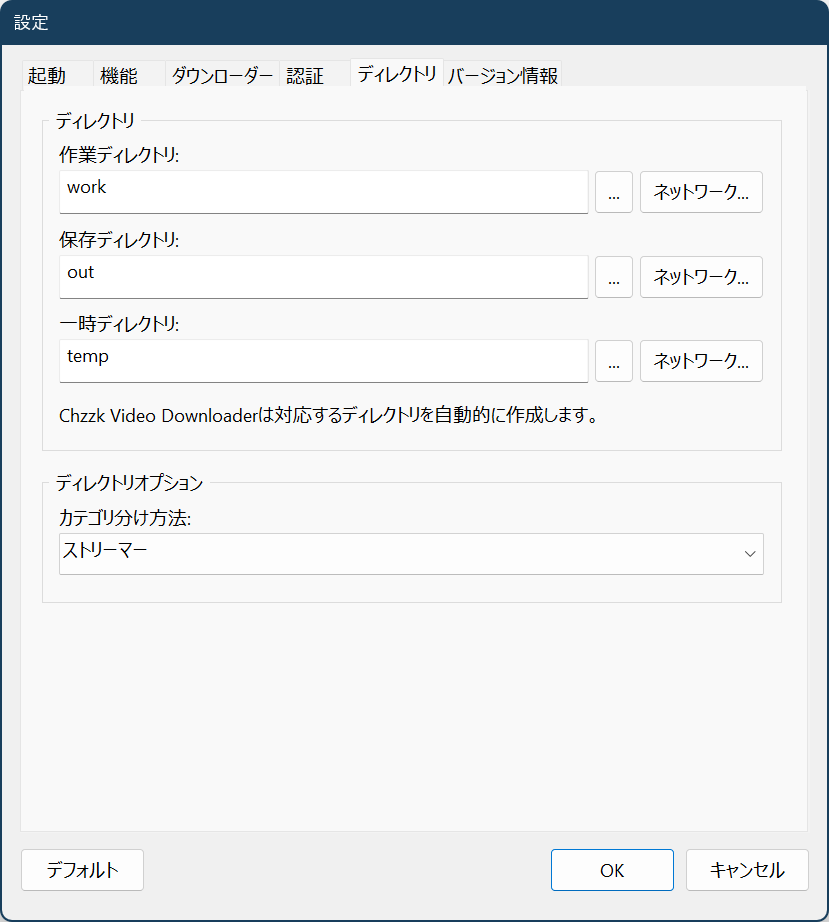 設定
起動 機能 ダウンローダー 認証 ディレクトリ バージョン情報
ディレクトリ
作業ディレクトリ:
work ... ネットワーク...
保存ディレクトリ:
out ... ネットワーク...
一時ディレクトリ:
temp ... ネットワーク...
Chzzk Video Downloaderは対応するディレクトリを自動的に作成します。
ディレクトリオプション
カテゴリ分け方法:
ストリーマー
デフォルト OK キャンセル